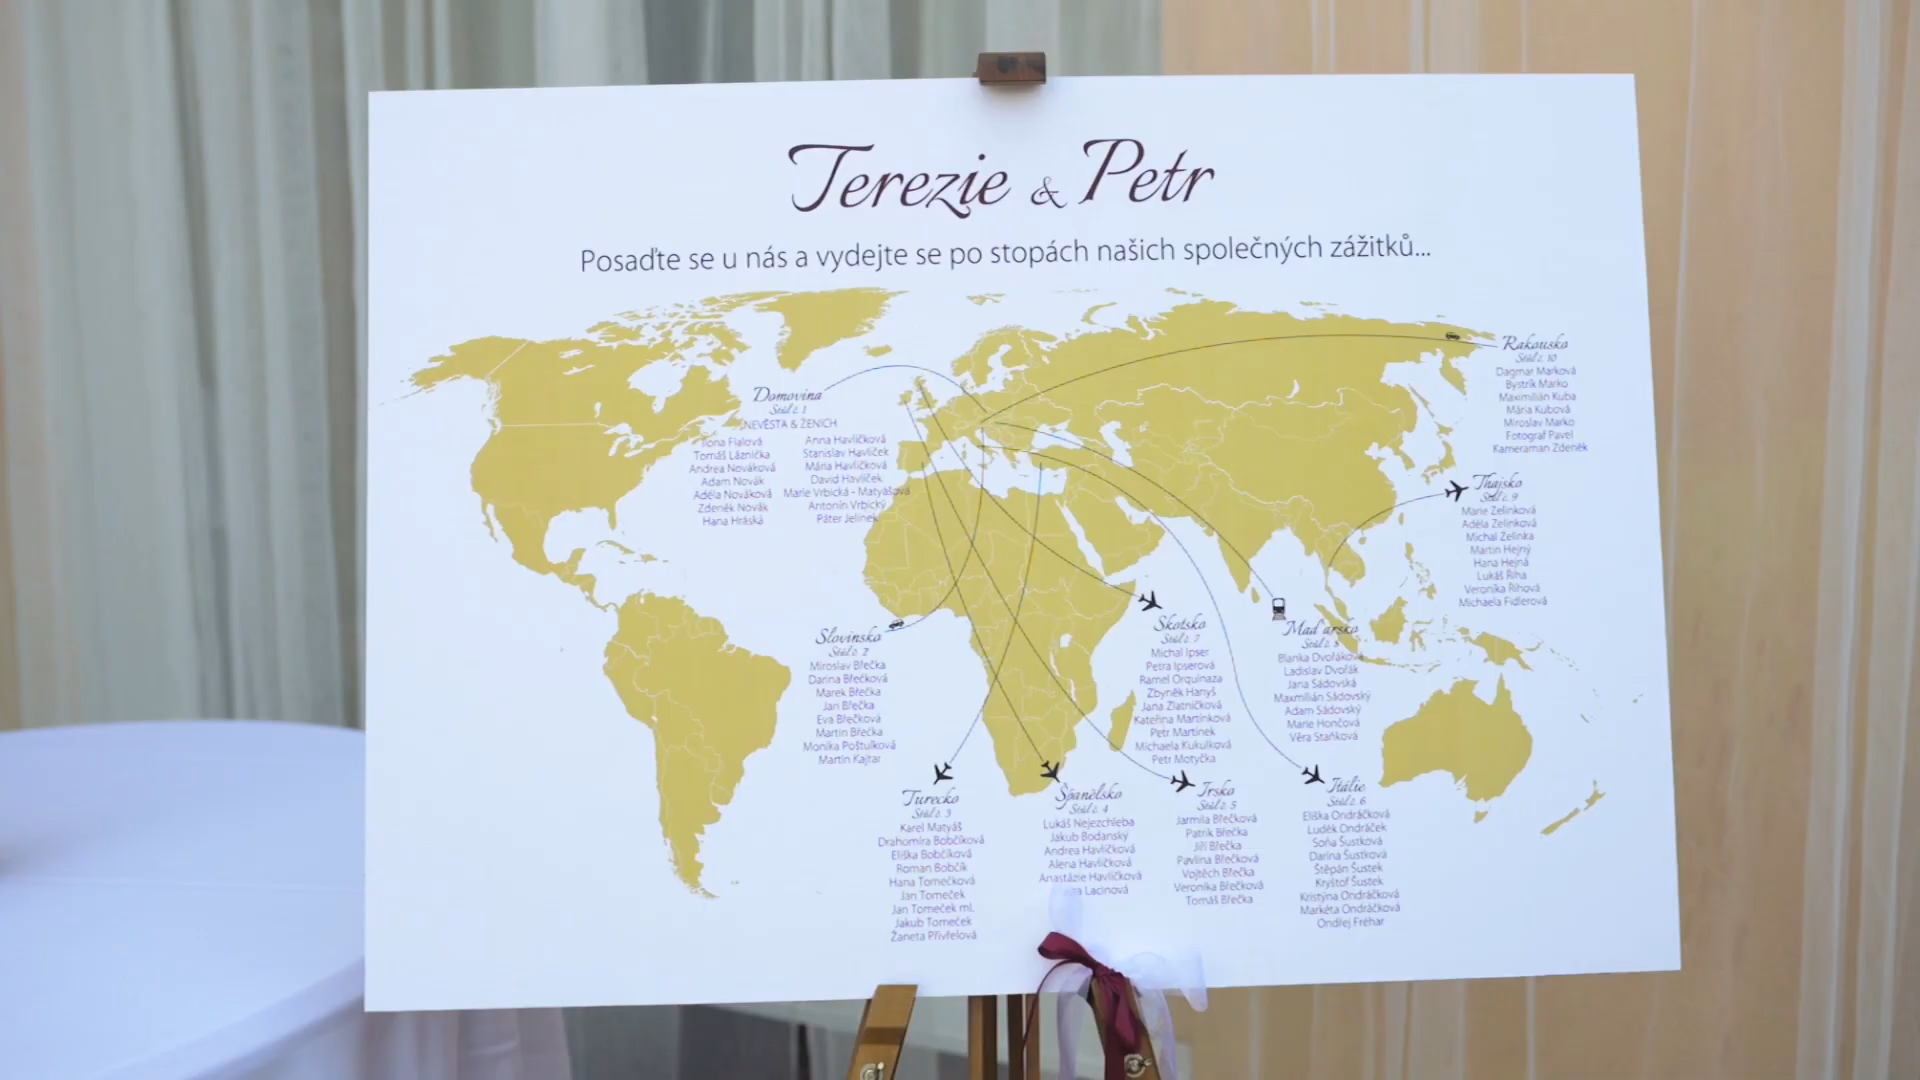 Terezie & Petr
Posaďte se u nás a vydejte se po stopách našich společných zážitků...
Domovina
Stůl č. 1
NEVĚSTA & ŽENICH
Ilona Fialová
Tomáš Láznička
Andrea Nováková
Adam Novák
Adéla Nováková
Zdeněk Novák
Hana Hráská
Anna Havlíčková
Stanislav Havlíček
Mária Havlíčková
David Havlíček
Marie Vrbická - Matyášová
Antonín Vrbický
Páter Jelínek
Rakousko
Stůl č. 10
Dagmar Marková
Bystrík Marko
Maxmilián Kuba
Mária Kubová
Miroslav Marko
Fotograf Pavel
Kameraman Zdeněk
Thajsko
Stůl č. 9
Marie Zelinková
Adéla Zelinková
Michal Zelinka
Martin Hejný
Hana Hejná
Lukáš Říha
Veronika Říhová
Michaela Fidlerová
Slovinsko
Stůl č. 2
Miroslav Břečka
Darina Břečková
Marek Břečka
Jan Břečka
Eva Břečková
Martin Břečka
Monika Poštulková
Martin Kajtar
Skotsko
Stůl č. 7
Michal Ipser
Petra Ipserová
Ramel Orquinaza
Zbyněk Hanyš
Jana Zlatníčková
Kateřina Martínková
Petr Martínek
Michaela Kukulková
Petr Motyčka
Maďarsko
Stůl č. 8
Blanka Dvořáková
Ladislav Dvořák
Jana Sádovská
Maxmilián Sádovský
Adam Sádovský
Marie Hončová
Věra Staňková
Turecko
Stůl č. 3
Karel Matyáš
Drahomíra Bobčíková
Eliška Bobčíková
Roman Bobčík
Hana Tomečková
Jan Tomeček
Jan Tomeček ml.
Jakub Tomeček
Žaneta Přivřelová
Španělsko
Stůl č. 4
Lukáš Nejezchleba
Jakub Bodanský
Andrea Havlíčková
Alena Havlíčková
Anastázie Havlíčková
Lacinová
Irsko
Stůl č. 5
Jarmila Břečková
Patrik Břečka
Jiří Břečka
Pavlína Břečková
Vojtěch Břečka
Veronika Břečková
Tomáš Břečka
Itálie
Stůl č. 6
Eliška Ondráčková
Luděk Ondráček
Soňa Šustková
Darina Šustková
Štěpán Šustek
Kryštof Šustek
Kristýna Ondráčková
Markéta Ondráčková
Ondřej Fréhar